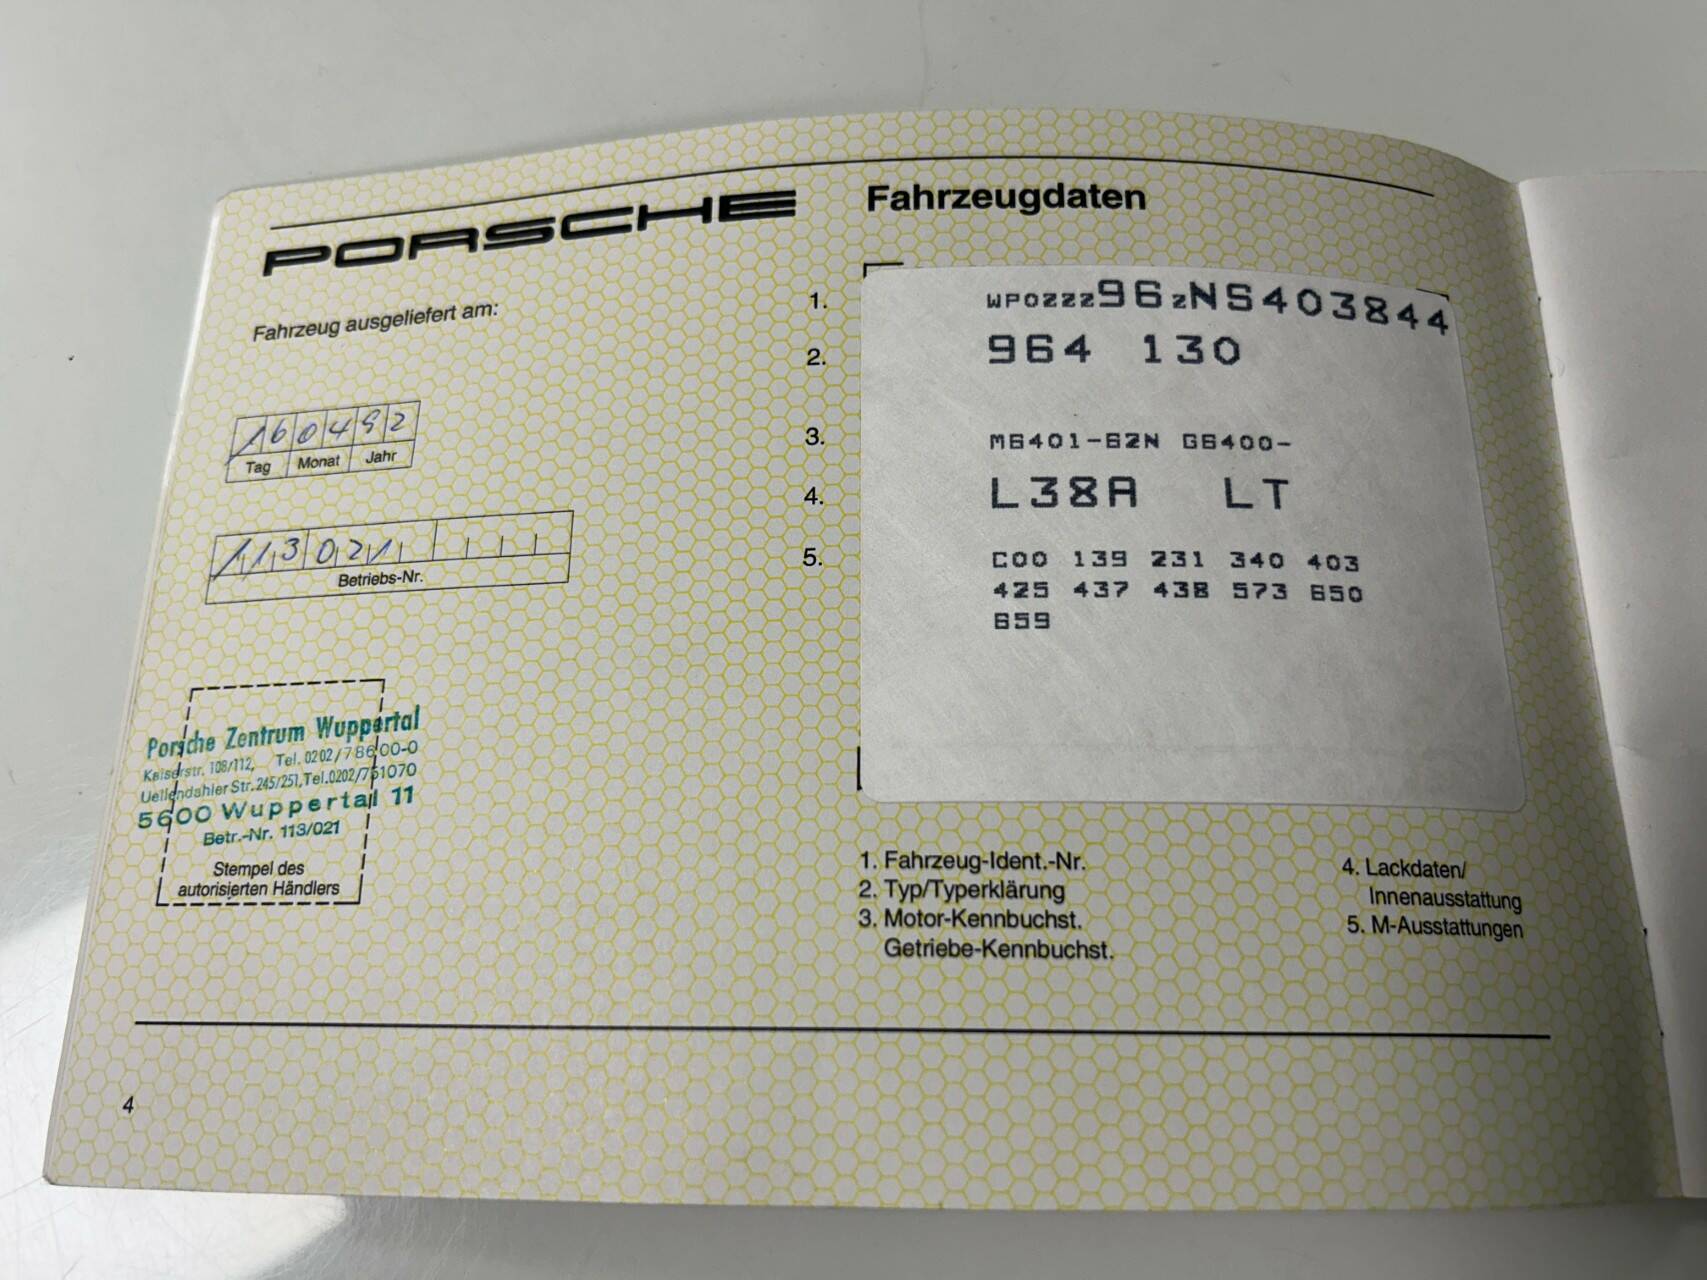 PORSCHE
Fahrzeug ausgeliefert am:
160492
Tag Monat Jahr
113021
Betriebs-Nr.
Porsche Zentrum Wuppertal
Kaiserstr. 108/112, Tel. 0202/78600-0
Uellendahler Str. 245/251, Tel. 0202/751070
5600 Wuppertal 11
Betr.-Nr. 113/021
Stempel des
autorisierten Händlers
4
Fahrzeugdaten
1. WP0ZZZ96ZNS403844
2. 964 130
3. M6401-62N G6400-
4. L38A LT
5. C00 139 231 340 403
425 437 438 573 650
659
1. Fahrzeug-Ident.-Nr.
2. Typ/Typerklärung
3. Motor-Kennbuchst.
Getriebe-Kennbuchst.
4. Lackdaten/
Innenausstattung
5. M-Ausstattungen